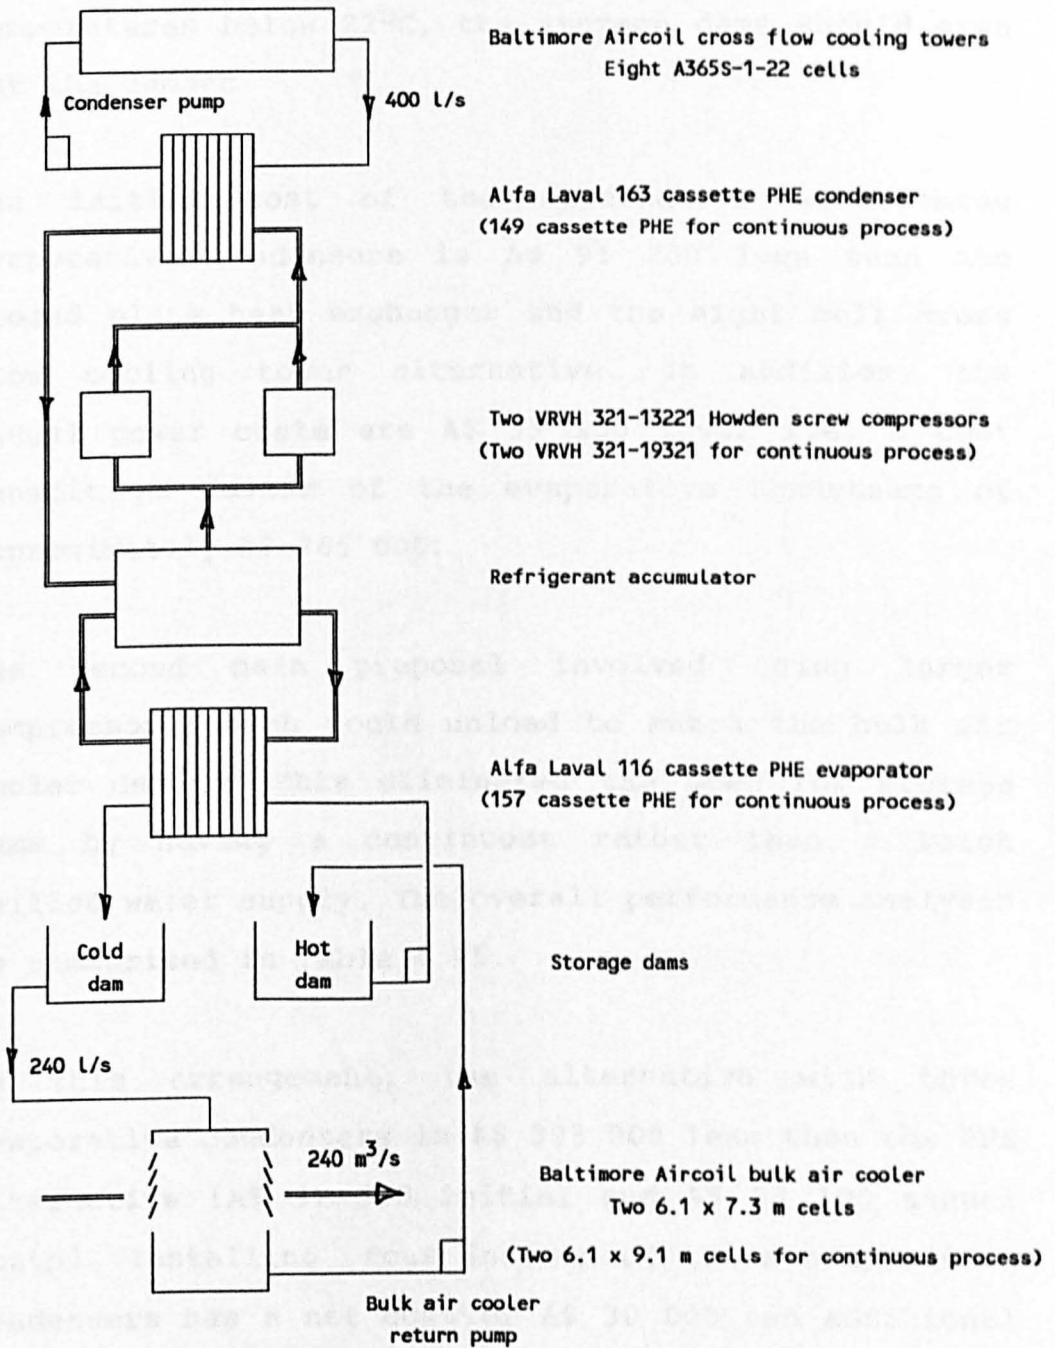 Baltimore Aircoil cross flow cooling towers
Eight A365S-1-22 cells
Condenser pump
400 l/s
Alfa Laval 163 cassette PHE condenser
(149 cassette PHE for continuous process)
Two VRVH 321-13221 Howden screw compressors
(Two VRVH 321-19321 for continuous process)
Refrigerant accumulator
Alfa Laval 116 cassette PHE evaporator
(157 cassette PHE for continuous process)
Cold
dam
Hot
dam
Storage dams
240 l/s
240 m³/s
Baltimore Aircoil bulk air cooler
Two 6.1 x 7.3 m cells
(Two 6.1 x 9.1 m cells for continuous process)
Bulk air cooler
return pump